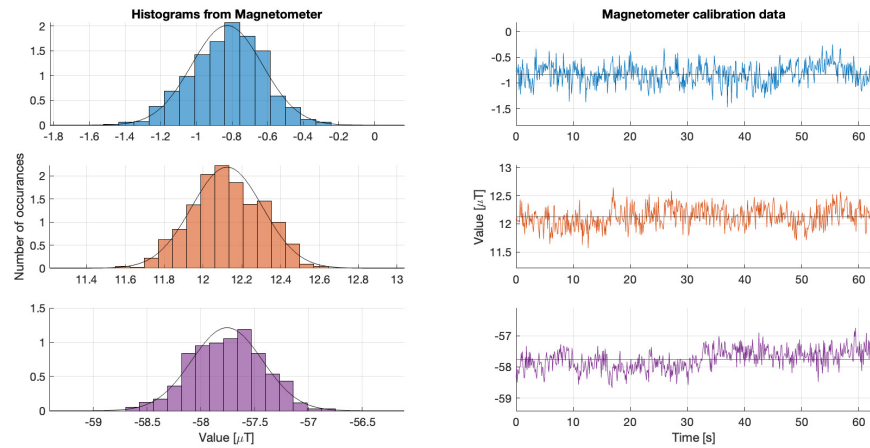 Histograms from Magnetometer
2
1.5
1
0.5
0
-1.8 -1.6 -1.4 -1.2 -1 -0.8 -0.6 -0.4 -0.2 0
Number of occurances
2
1.5
1
0.5
0
11.4 11.6 11.8 12 12.2 12.4 12.6 12.8 13
1.5
1
0.5
0
-59 -58.5 -58 -57.5 -57 -56.5
Value [μT]
Magnetometer calibration data
0
-0.5
-1
-1.5
0 10 20 30 40 50 60
Value [μT]
13
12.5
12
11.5
0 10 20 30 40 50 60
-57
-58
-59
0 10 20 30 40 50 60
Time [s]